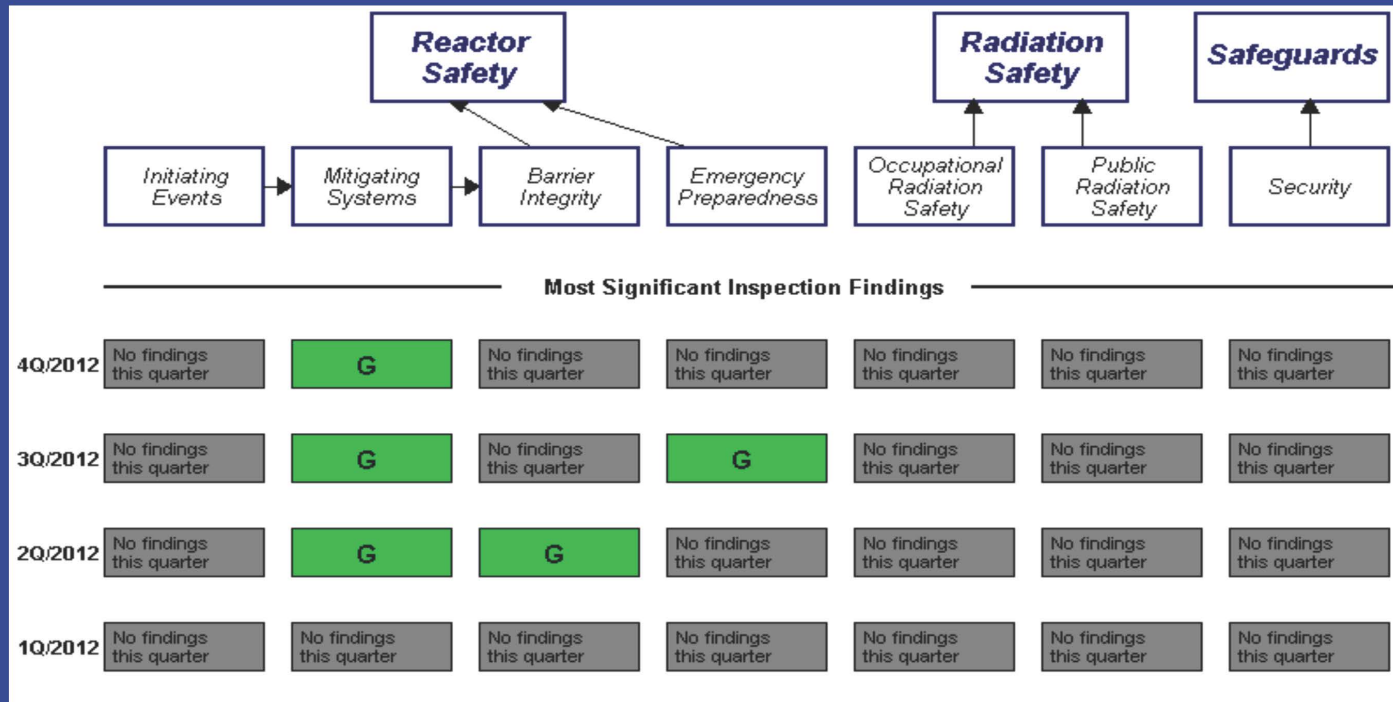 Reactor
Safety
Radiation
Safety
Safeguards
Initiating
Events
Mitigating
Systems
Barrier
Integrity
Emergency
Preparedness
Occupational
Radiation
Safety
Public
Radiation
Safety
Security
Most Significant Inspection Findings
4Q/2012
No findings
this quarter
G
No findings
this quarter
No findings
this quarter
No findings
this quarter
No findings
this quarter
No findings
this quarter
3Q/2012
No findings
this quarter
G
No findings
this quarter
G
No findings
this quarter
No findings
this quarter
No findings
this quarter
2Q/2012
No findings
this quarter
G
G
No findings
this quarter
No findings
this quarter
No findings
this quarter
No findings
this quarter
1Q/2012
No findings
this quarter
No findings
this quarter
No findings
this quarter
No findings
this quarter
No findings
this quarter
No findings
this quarter
No findings
this quarter